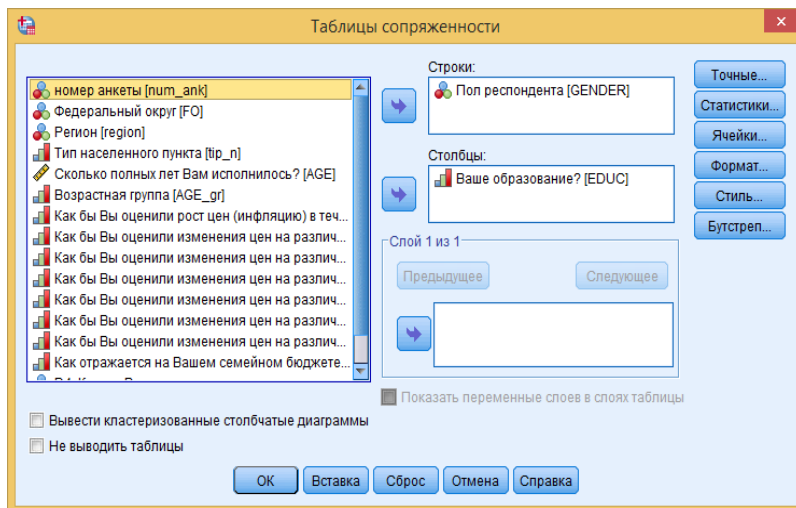 Таблицы сопряженности
номер анкеты [num_ank]
Федеральный округ [FO]
Регион [region]
Тип населенного пункта [tip_n]
Сколько полных лет Вам исполнилось? [AGE]
Возрастная группа [AGE_gr]
Как бы Вы оценили рост цен (инфляцию) в теч...
Как бы Вы оценили изменения цен на различ...
Как бы Вы оценили изменения цен на различ...
Как бы Вы оценили изменения цен на различ...
Как бы Вы оценили изменения цен на различ...
Как бы Вы оценили изменения цен на различ...
Как бы Вы оценили изменения цен на различ...
Как отражается на Вашем семейном бюджете...
Строки:
Пол респондента [GENDER]
Столбцы:
Ваше образование? [EDUC]
Слой 1 из 1
Предыдущее
Следующее
Показать переменные слоев в слоях таблицы
Точные...
Статистики...
Ячейки...
Формат...
Стиль...
Бутстреп...
Вывести кластеризованные столбчатые диаграммы
Не выводить таблицы
ОК
Вставка
Сброс
Отмена
Справка